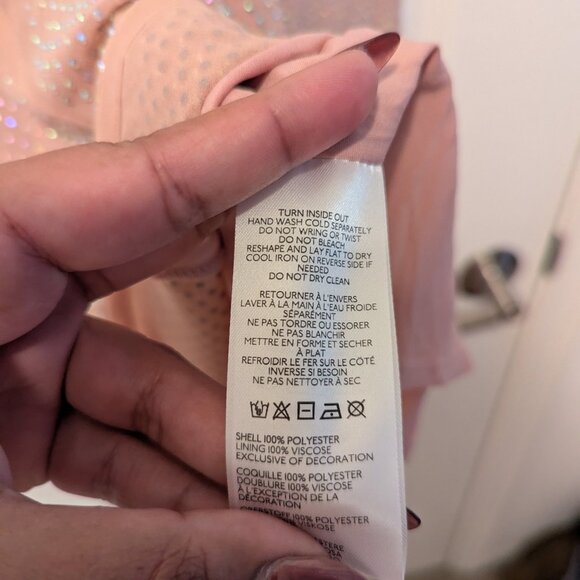 TURN INSIDE OUT
HAND WASH COLD SEPARATELY
DO NOT WRING OR TWIST
DO NOT BLEACH
RESHAPE AND LAY FLAT TO DRY
COOL IRON ON REVERSE SIDE IF
NEEDED
DO NOT DRY CLEAN
RETOURNER À L'ENVERS
LAVER À LA MAIN À L'EAU FROIDE
SÉPARÉMENT
NE PAS TORDRE OU ESSORER
NE PAS BLANCHIR
METTRE EN FORME ET SECHER
À PLAT
REFROIDIR LE FER SUR LE CÔTÉ
INVERSE SI BESOIN
NE PAS NETTOYER À SEC
SHELL 100% POLYESTER
LINING 100% VISCOSE
EXCLUSIVE OF DECORATION
COQUILLE 100% POLYESTER
DOUBLURE 100% VISCOSE
À L'EXCEPTION DE LA
DÉCORATION
OBERSTOFF 100% POLYESTER
VISKOSE